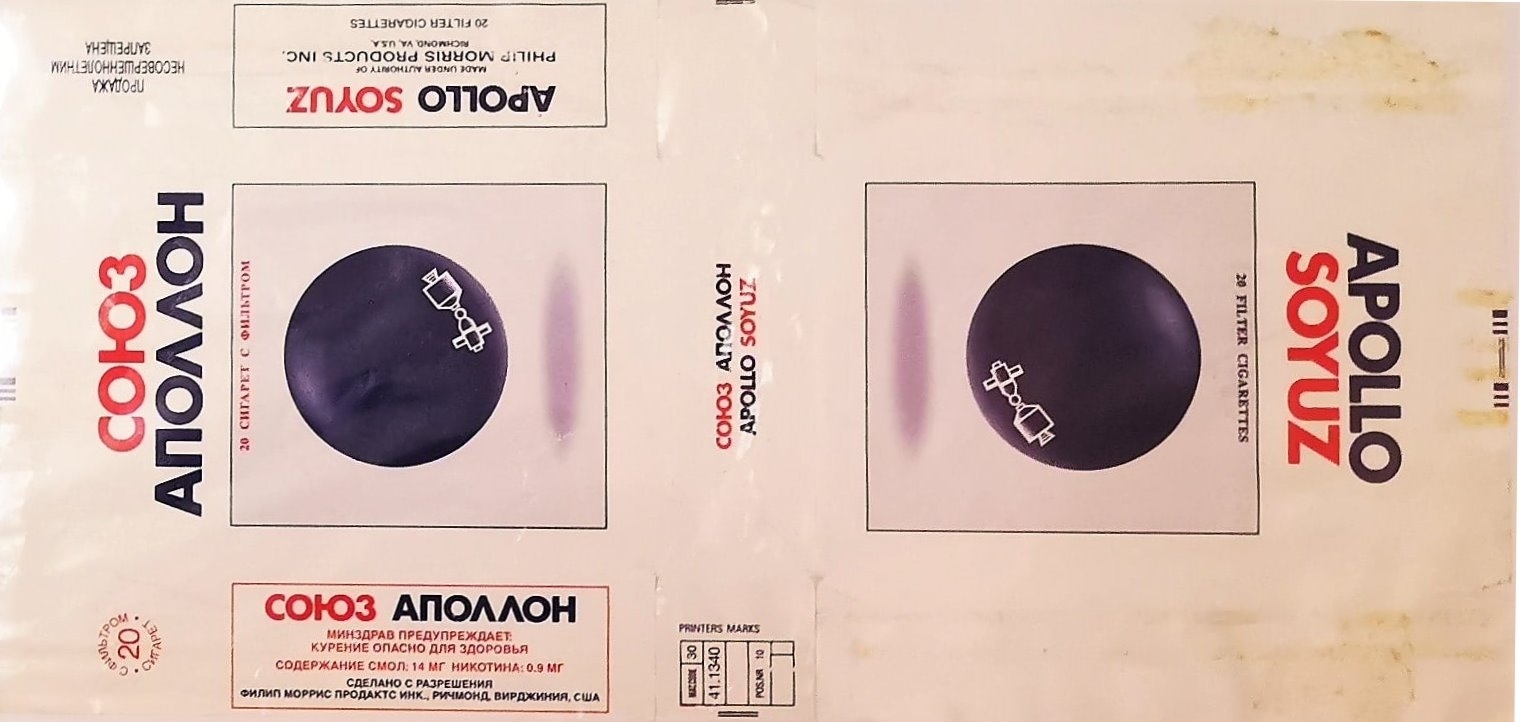 20 FILTER CIGARETTES
RICHMOND, VA, U.S.A.
PHILIP MORRIS PRODUCTS INC.
MADE UNDER AUTHORITY OF
APOLLO SOYUZ
ПРОДАЖА
НЕСОВЕРШЕННОЛЕТНИМ
ЗАПРЕЩЕНА
СОЮЗ
АПОЛЛОН
20 СИГАРЕТ С ФИЛЬТРОМ
СОЮЗ АПОЛЛОН
APOLLO SOYUZ
20 FILTER CIGARETTES
APOLLO
SOYUZ
С ФИЛЬТРОМ • СИГАРЕТ •
20
СОЮЗ АПОЛЛОН
МИНЗДРАВ ПРЕДУПРЕЖДАЕТ:
КУРЕНИЕ ОПАСНО ДЛЯ ЗДОРОВЬЯ
СОДЕРЖАНИЕ СМОЛ: 14 МГ НИКОТИНА: 0.9 МГ
СДЕЛАНО С РАЗРЕШЕНИЯ
ФИЛИП МОРРИС ПРОДАКТС ИНК., РИЧМОНД, ВИРДЖИНИЯ, США
PRINTERS MARKS
30
41.1340
POS.NR 10